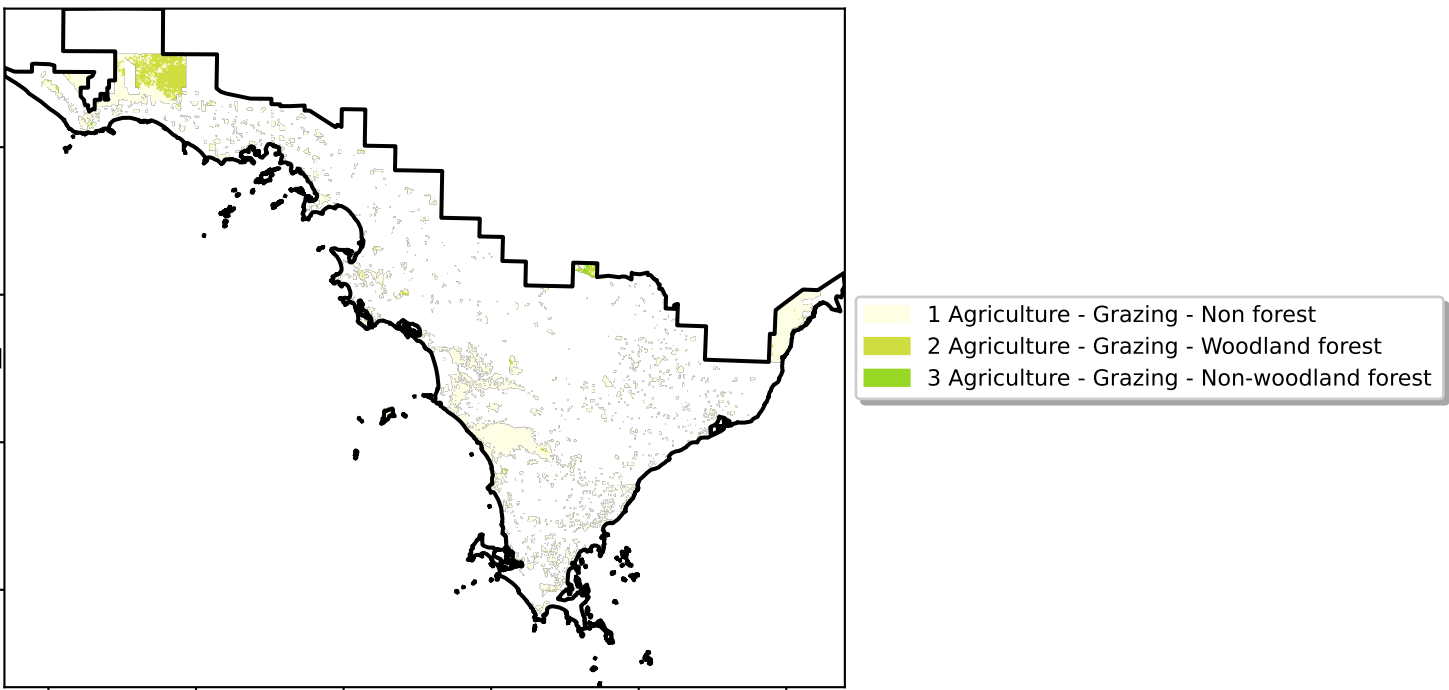 1 Agriculture - Grazing - Non forest
2 Agriculture - Grazing - Woodland forest
3 Agriculture - Grazing - Non-woodland forest